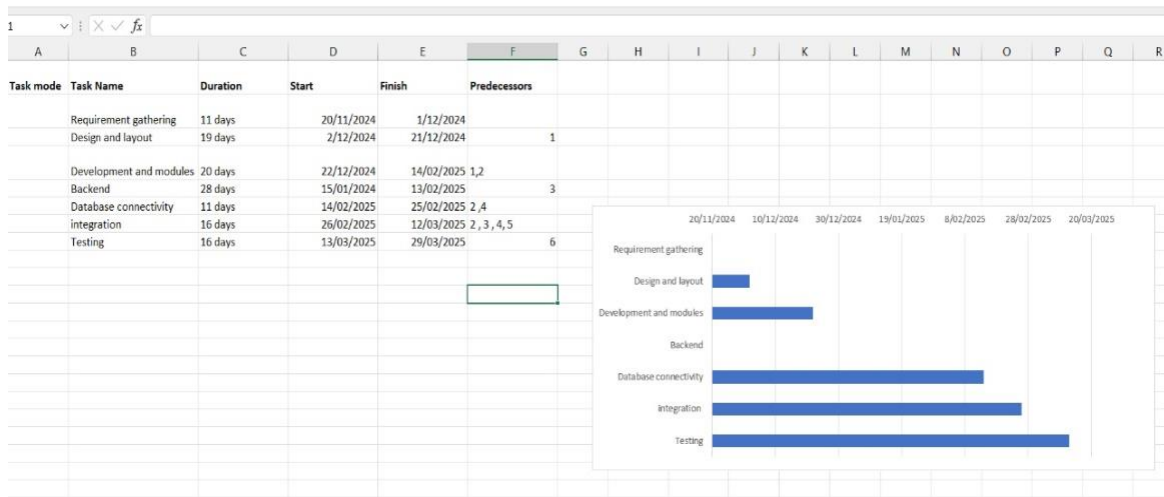 1 fx
A B C D E F G H I J K L M N O P Q R
Task mode Task Name Duration Start Finish Predecessors
Requirement gathering 11 days 20/11/2024 1/12/2024
Design and layout 19 days 2/12/2024 21/12/2024 1
Development and modules 20 days 22/12/2024 14/02/2025 1,2
Backend 28 days 15/01/2024 13/02/2025 3
Database connectivity 11 days 14/02/2025 25/02/2025 2 ,4
integration 16 days 26/02/2025 12/03/2025 2 , 3 , 4, 5
Testing 16 days 13/03/2025 29/03/2025 6
20/11/2024 10/12/2024 30/12/2024 19/01/2025 8/02/2025 28/02/2025 20/03/2025
Requirement gathering
Design and layout
Development and modules
Backend
Database connectivity
integration
Testing